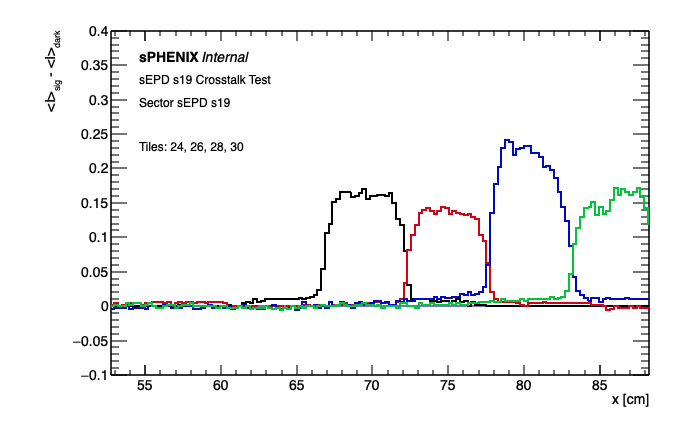 <I>sig - <I>dark
0.4
0.35
0.3
0.25
0.2
0.15
0.1
0.05
0
−0.05
−0.1
sPHENIX Internal
sEPD s19 Crosstalk Test
Sector sEPD s19
Tiles: 24, 26, 28, 30
55 60 65 70 75 80 85
x [cm]